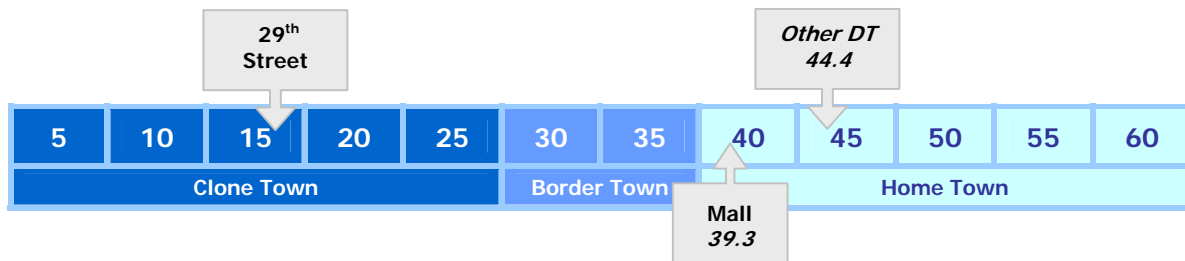 29th
Street
Other DT
44.4
5 10 15 20 25 30 35 40 45 50 55 60
Clone Town Border Town Home Town
Mall
39.3